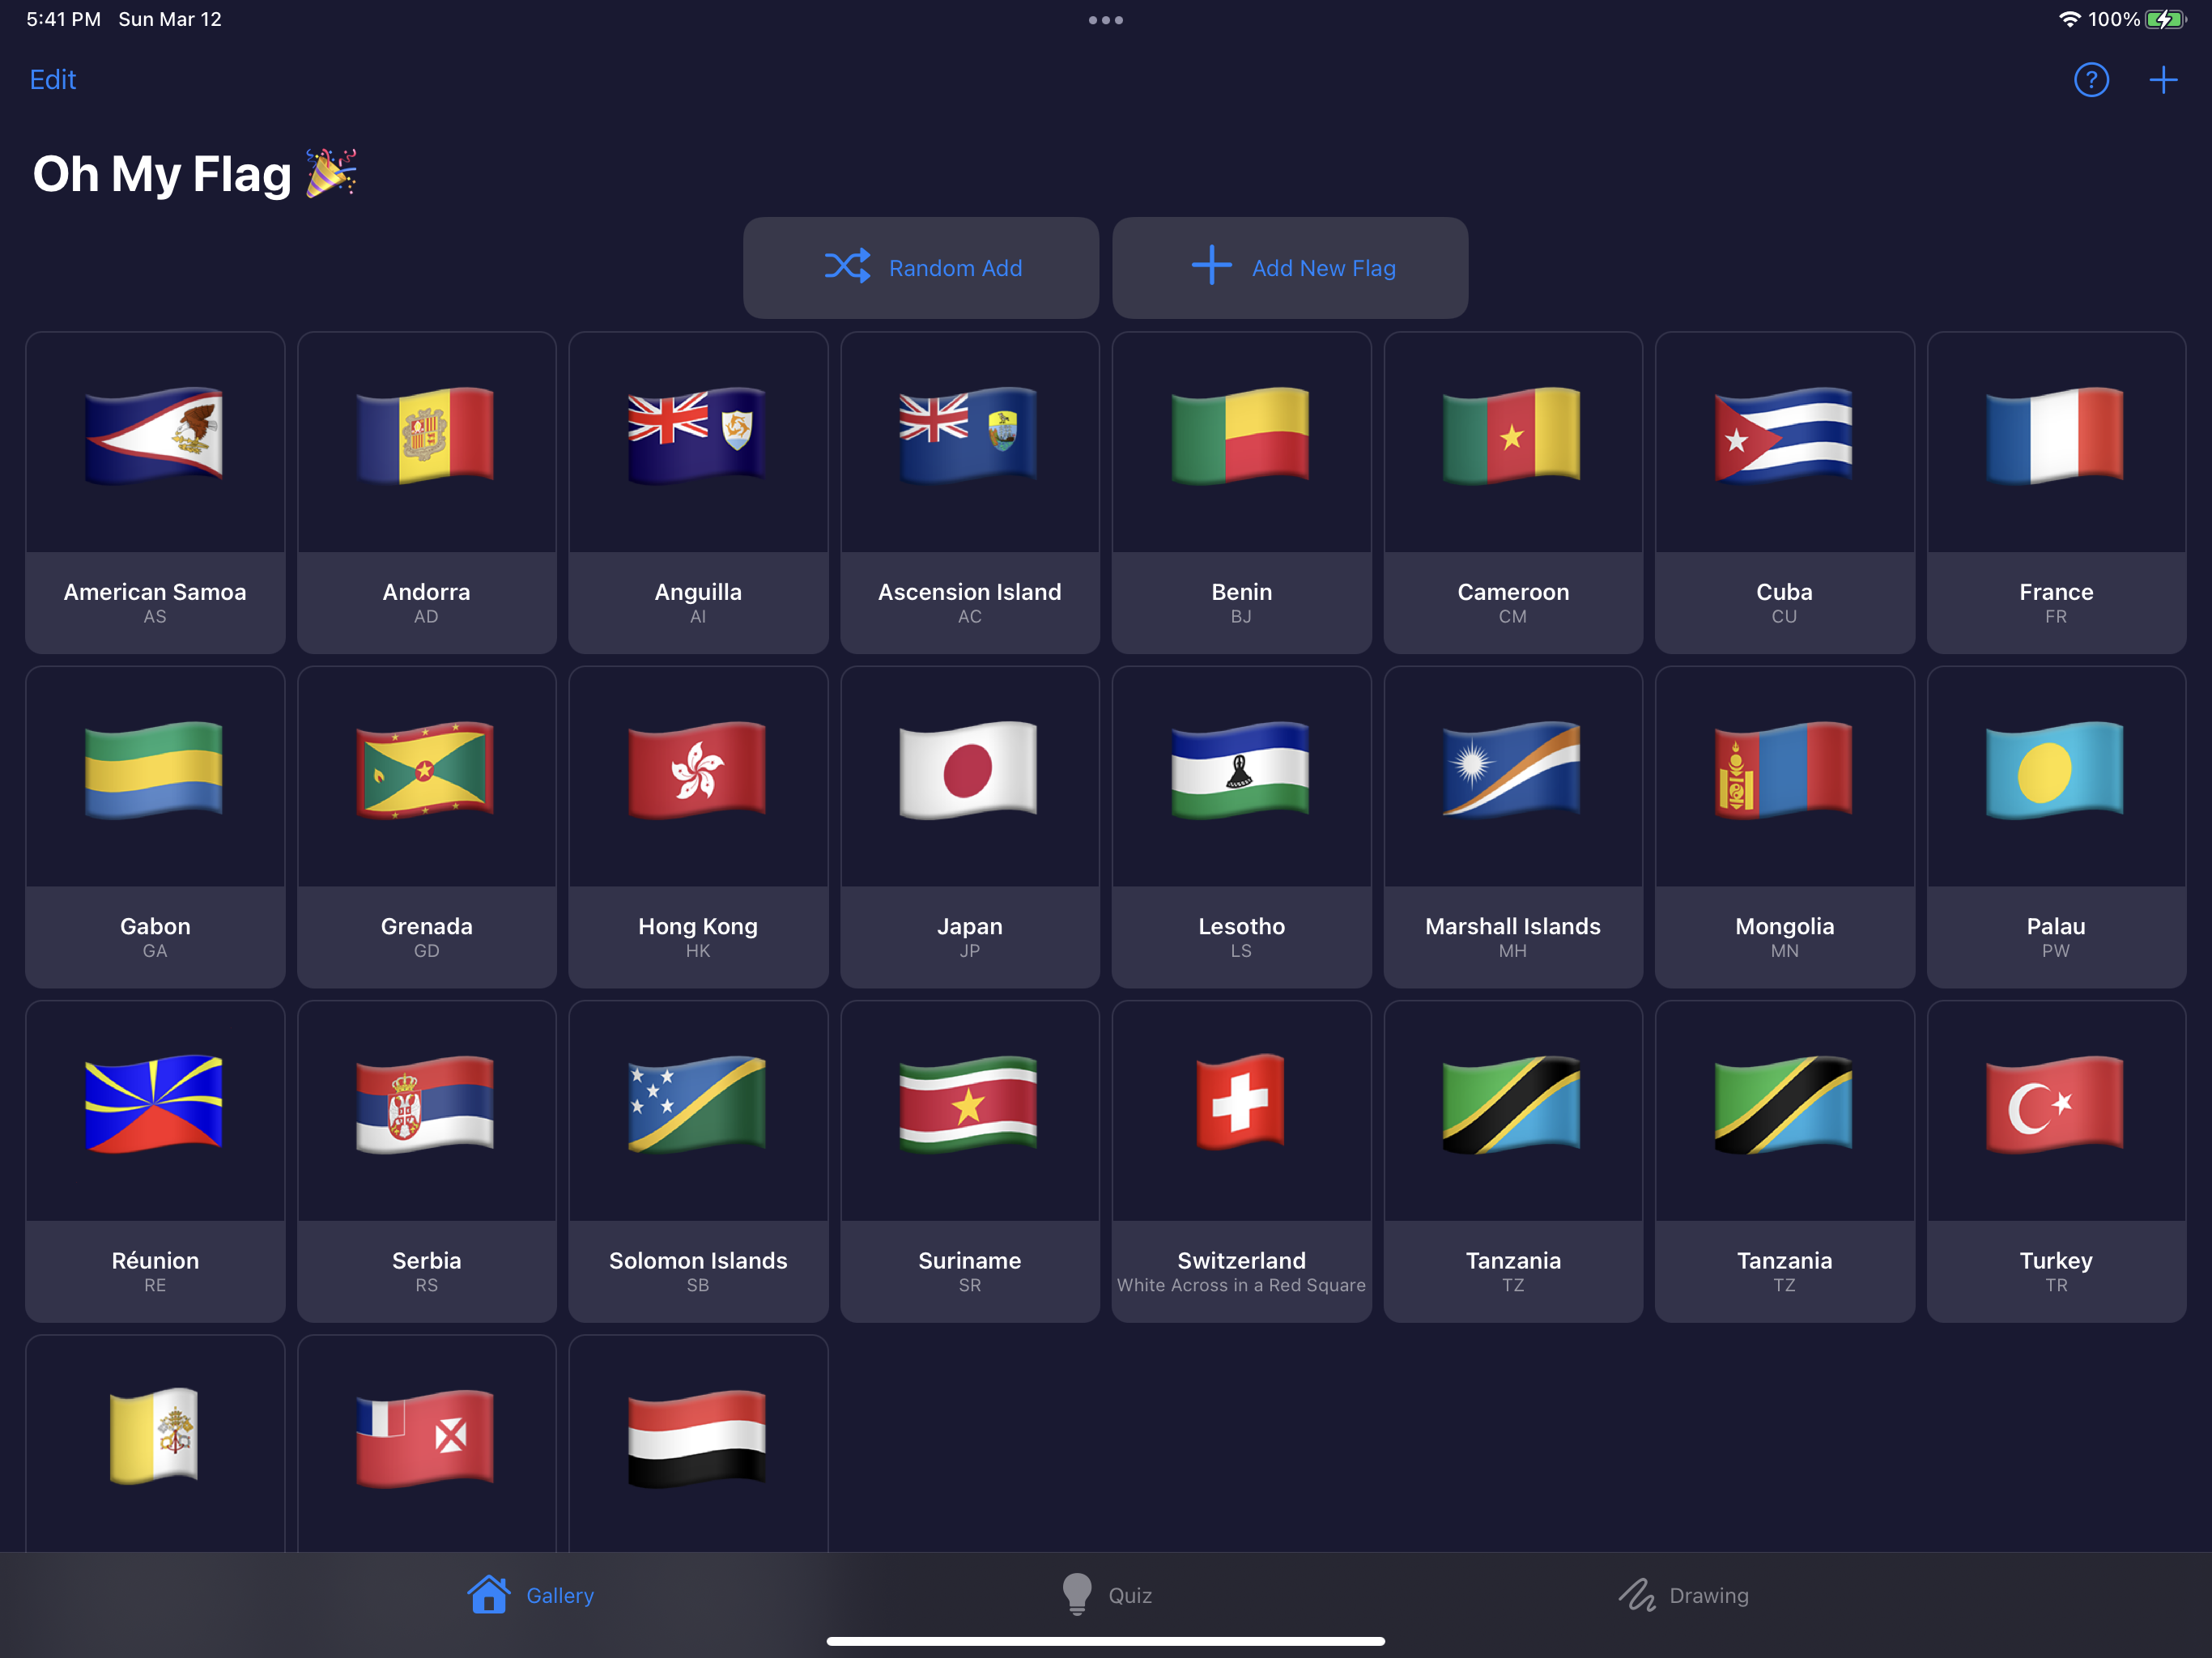 5:41 PM Sun Mar 12
100%
Edit
Oh My Flag 🎉
Random Add
Add New Flag
American Samoa
AS
Andorra
AD
Anguilla
AI
Ascension Island
AC
Benin
BJ
Cameroon
CM
Cuba
CU
France
FR
Gabon
GA
Grenada
GD
Hong Kong
HK
Japan
JP
Lesotho
LS
Marshall Islands
MH
Mongolia
MN
Palau
PW
Réunion
RE
Serbia
RS
Solomon Islands
SB
Suriname
SR
Switzerland
White Across in a Red Square
Tanzania
TZ
Tanzania
TZ
Turkey
TR
Gallery
Quiz
Drawing